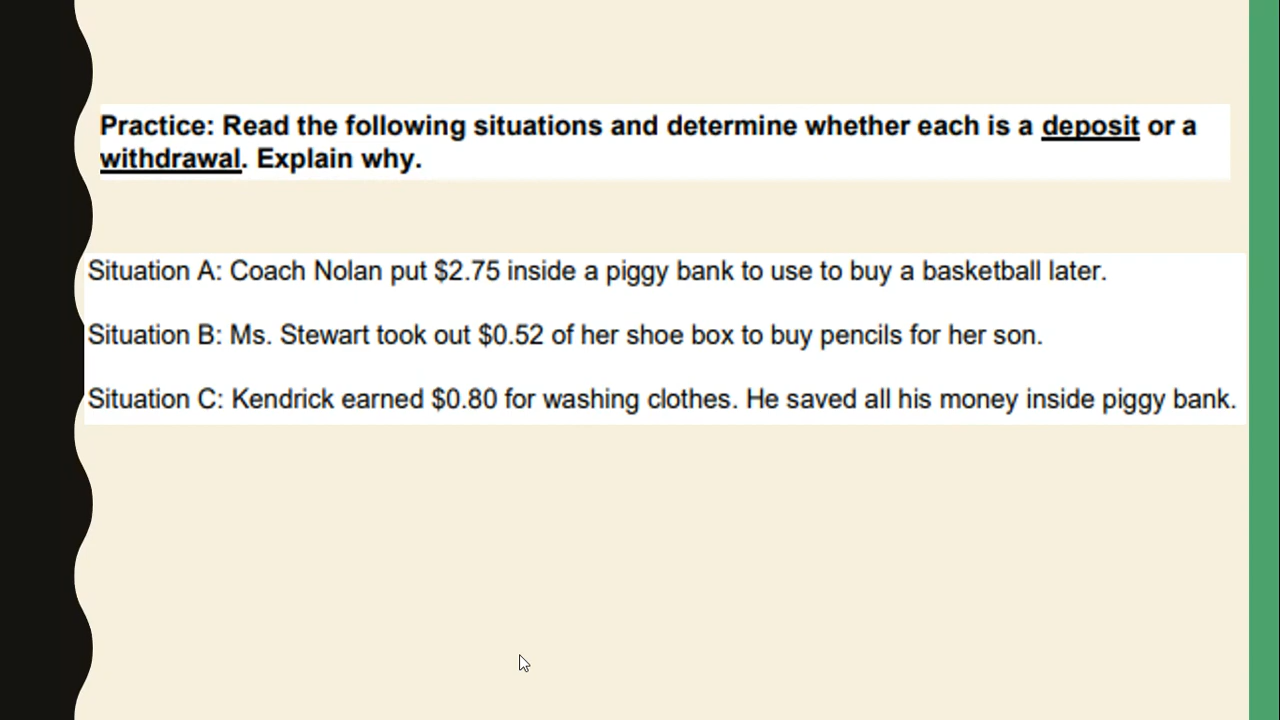 Practice: Read the following situations and determine whether each is a deposit or a
withdrawal. Explain why.
Situation A: Coach Nolan put $2.75 inside a piggy bank to use to buy a basketball later.
Situation B: Ms. Stewart took out $0.52 of her shoe box to buy pencils for her son.
Situation C: Kendrick earned $0.80 for washing clothes. He saved all his money inside piggy bank.